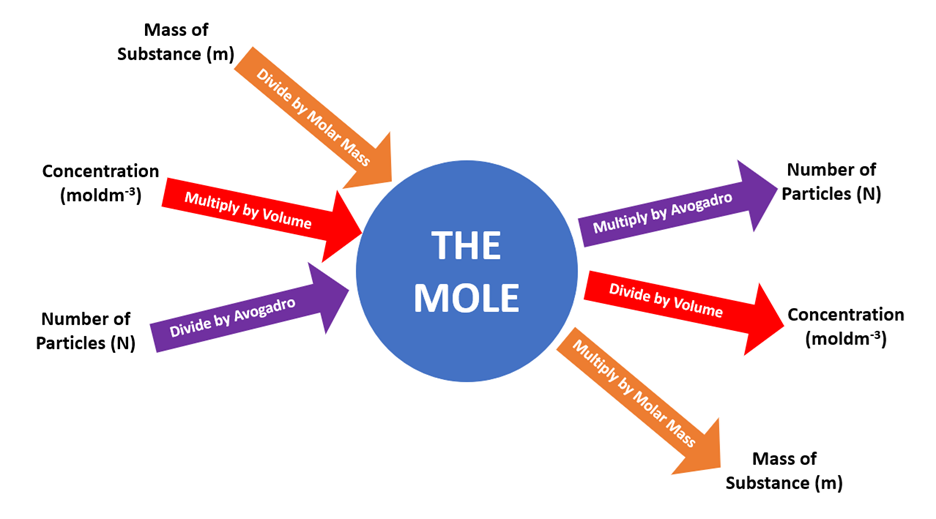 Mass of
Substance (m)
Divide by Molar Mass
Concentration
(moldm⁻³)
Multiply by Volume
Number of
Particles (N)
Divide by Avogadro
THE
MOLE
Number of
Particles (N)
Multiply by Avogadro
Divide by Volume
Concentration
(moldm⁻³)
Multiply by Molar Mass
Mass of
Substance (m)